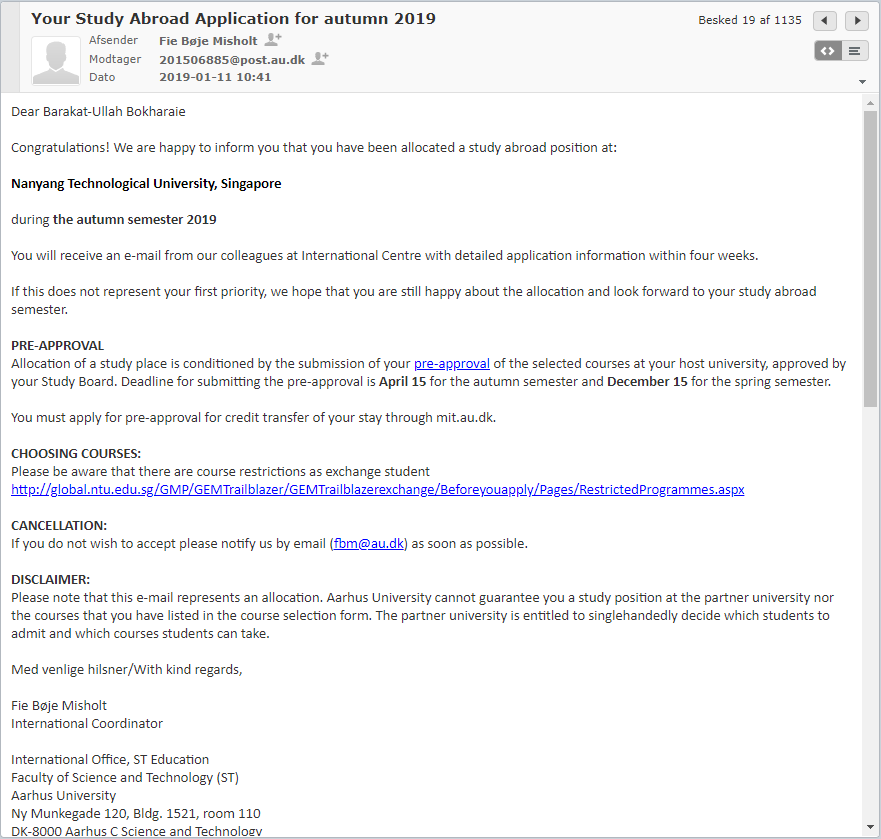 Your Study Abroad Application for autumn 2019
Besked 19 af 1135
Afsender Fie Bøje Misholt
Modtager 201506885@post.au.dk
Dato 2019-01-11 10:41
Dear Barakat-Ullah Bokharaie
Congratulations! We are happy to inform you that you have been allocated a study abroad position at:
Nanyang Technological University, Singapore
during the autumn semester 2019
You will receive an e-mail from our colleagues at International Centre with detailed application information within four weeks.
If this does not represent your first priority, we hope that you are still happy about the allocation and look forward to your study abroad
semester.
PRE-APPROVAL
Allocation of a study place is conditioned by the submission of your pre-approval of the selected courses at your host university, approved by
your Study Board. Deadline for submitting the pre-approval is April 15 for the autumn semester and December 15 for the spring semester.
You must apply for pre-approval for credit transfer of your stay through mit.au.dk.
CHOOSING COURSES:
Please be aware that there are course restrictions as exchange student
http://global.ntu.edu.sg/GMP/GEMTrailblazer/GEMTrailblazerexchange/Beforeyouapply/Pages/RestrictedProgrammes.aspx
CANCELLATION:
If you do not wish to accept please notify us by email (fbm@au.dk) as soon as possible.
DISCLAIMER:
Please note that this e-mail represents an allocation. Aarhus University cannot guarantee you a study position at the partner university nor
the courses that you have listed in the course selection form. The partner university is entitled to singlehandedly decide which students to
admit and which courses students can take.
Med venlige hilsner/With kind regards,
Fie Bøje Misholt
International Coordinator
International Office, ST Education
Faculty of Science and Technology (ST)
Aarhus University
Ny Munkegade 120, Bldg. 1521, room 110
DK-8000 Aarhus C Science and Technology